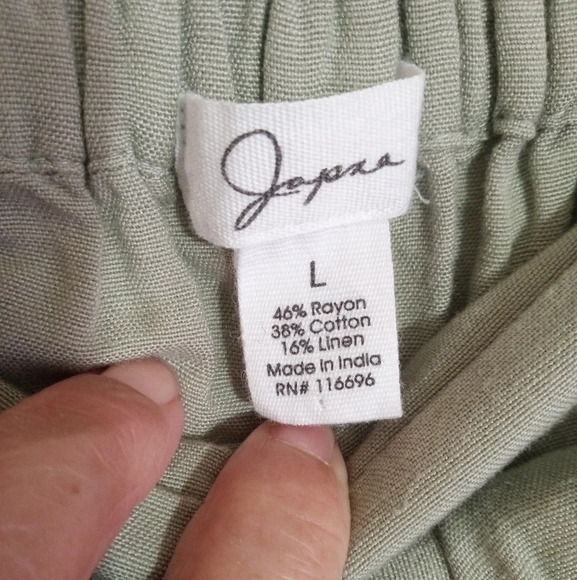 Japna
L
46% Rayon
38% Cotton
16% Linen
Made in India
RN# 116696